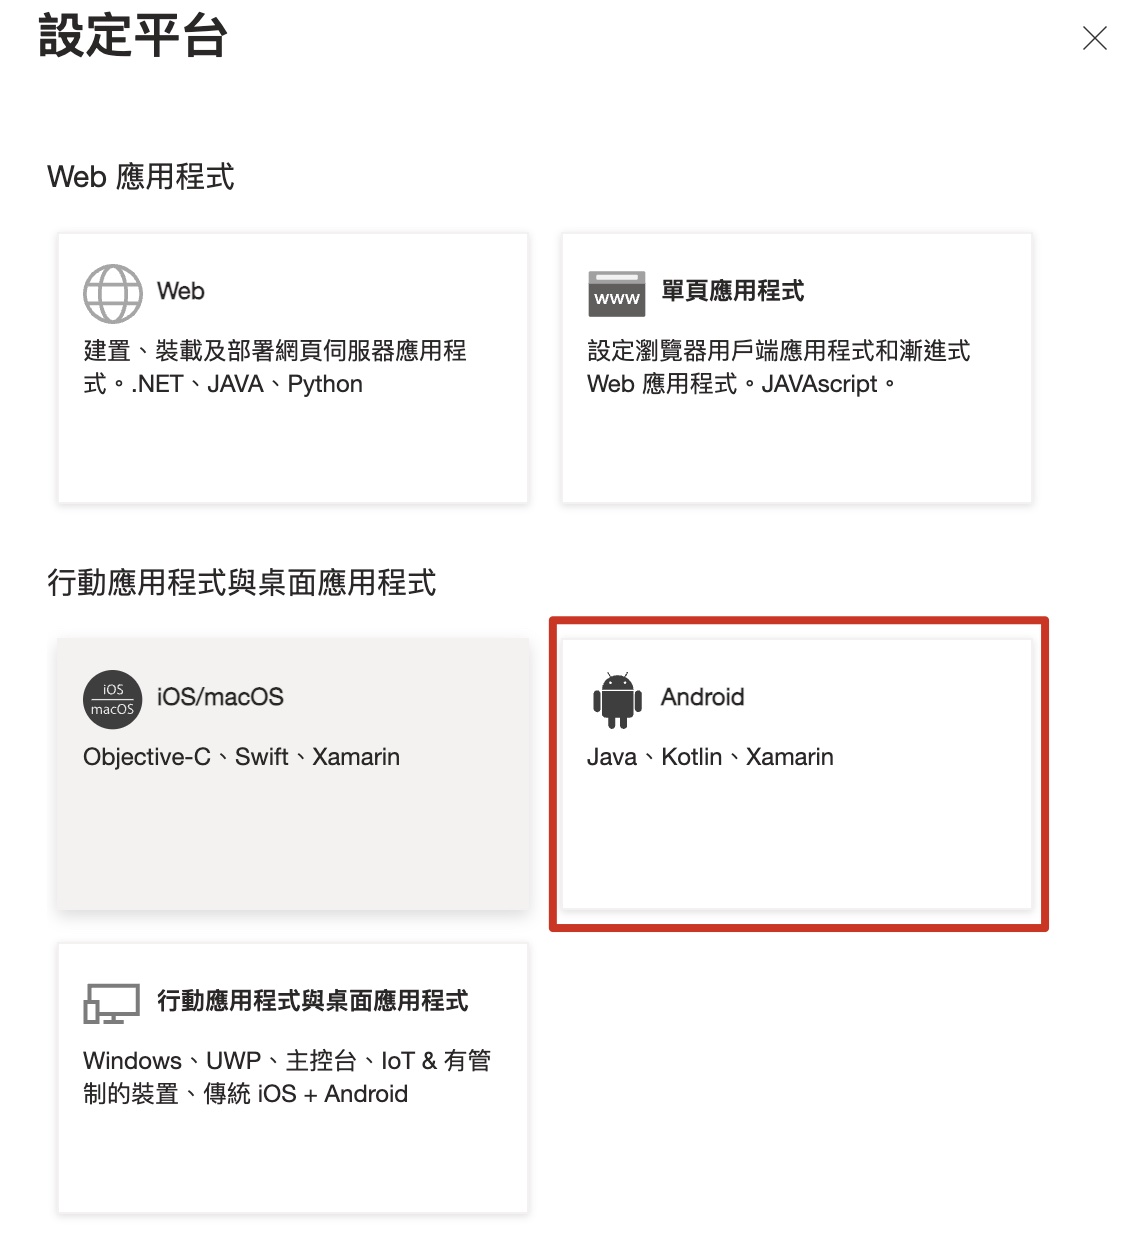 設定平台
Web 應用程式
Web
建置、裝載及部署網頁伺服器應用程
式。.NET、JAVA、Python
WWW
單頁應用程式
設定瀏覽器用戶端應用程式和漸進式
Web 應用程式。JAVAscript。
行動應用程式與桌面應用程式
iOS
macOS
iOS/macOS
Objective-C、Swift、Xamarin
Android
Java、Kotlin、Xamarin
行動應用程式與桌面應用程式
Windows、UWP、主控台、IoT & 有管
制的裝置、傳統 iOS + Android